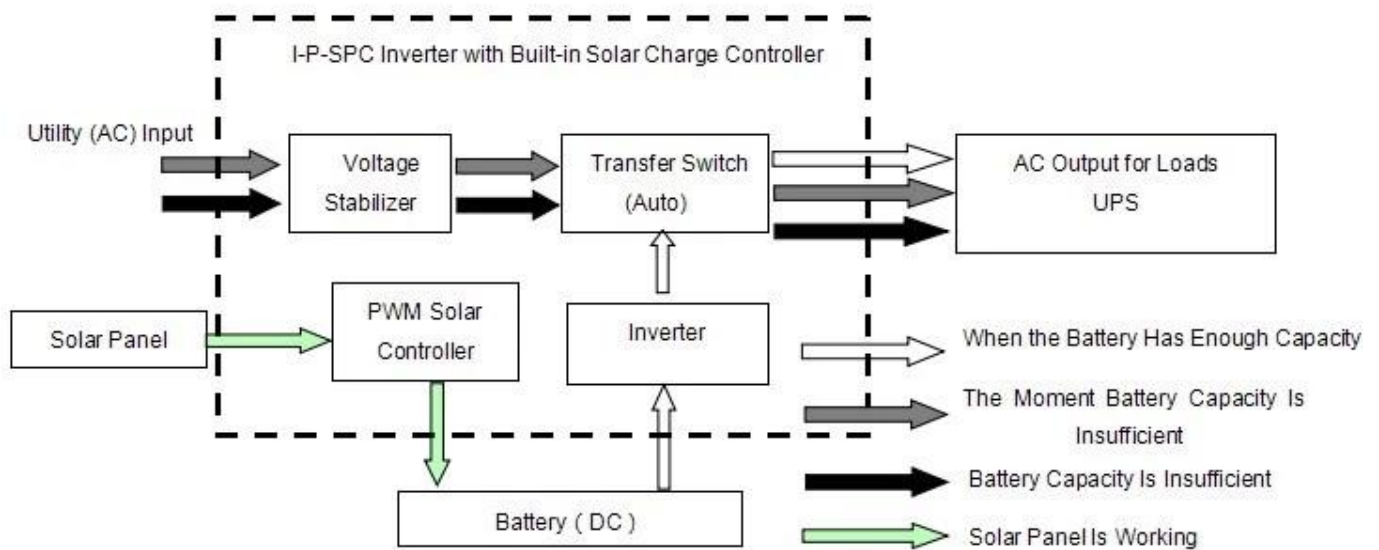 I-P-SPC Inverter with Built-in Solar Charge Controller
Utility (AC) Input
Voltage
Stabilizer
Transfer Switch
(Auto)
AC Output for Loads
UPS
Solar Panel
PWM Solar
Controller
Inverter
Battery ( DC )
When the Battery Has Enough Capacity
The Moment Battery Capacity Is
Insufficient
Battery Capacity Is Insufficient
Solar Panel Is Working